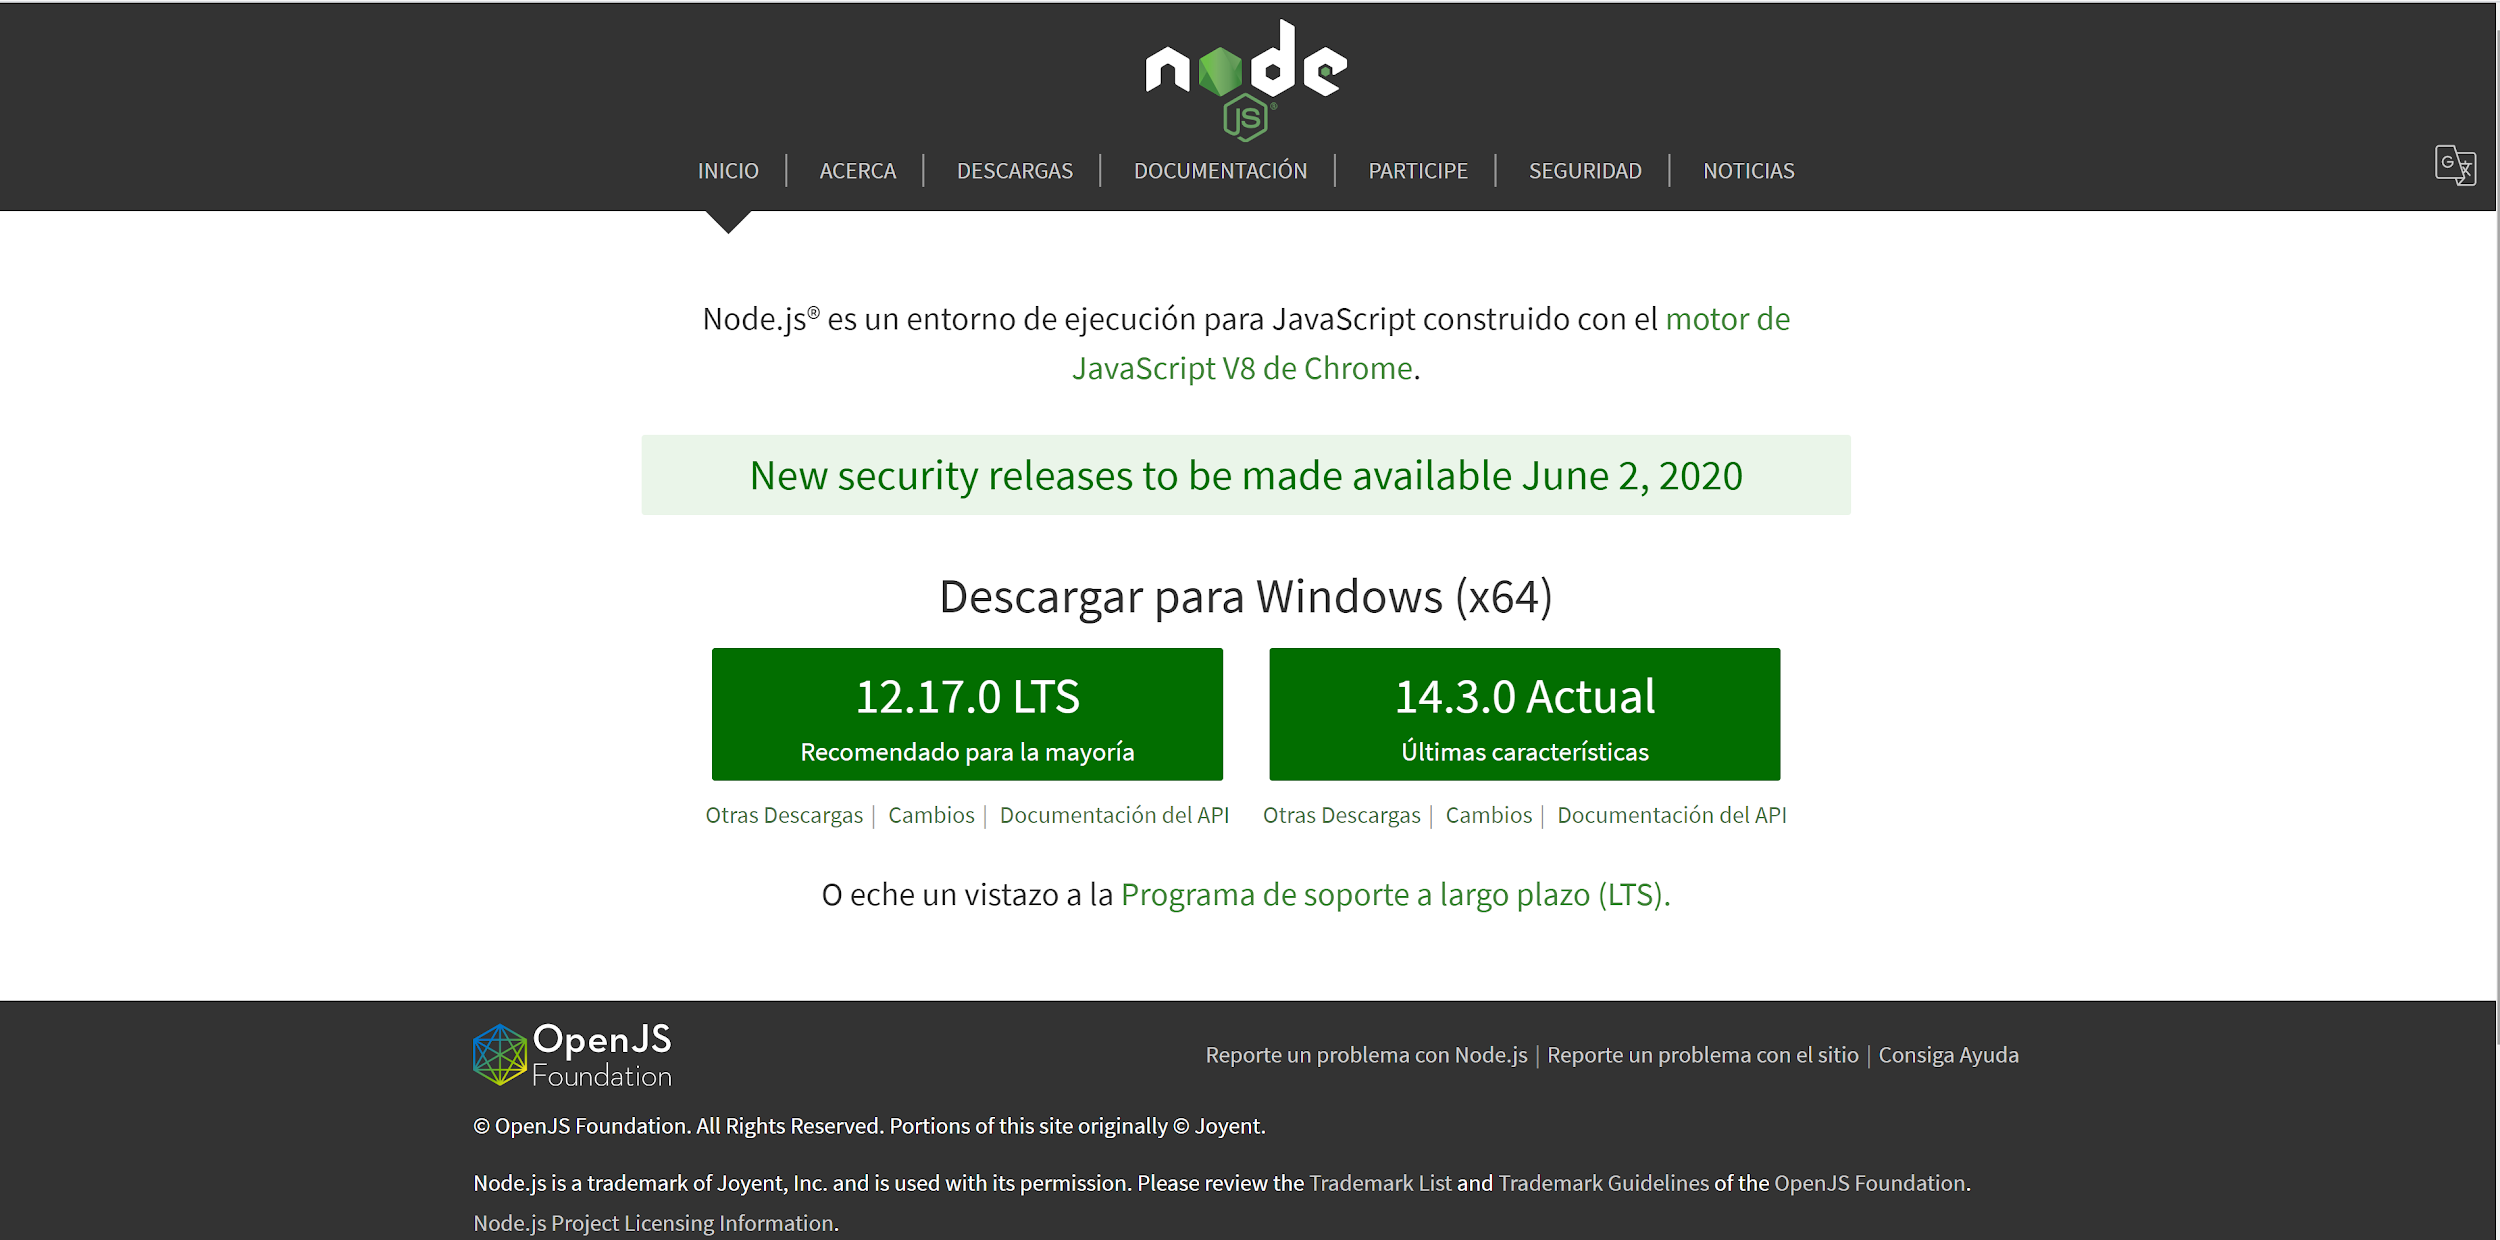 node
JS®
INICIO | ACERCA | DESCARGAS | DOCUMENTACIÓN | PARTICIPE | SEGURIDAD | NOTICIAS
Node.js® es un entorno de ejecución para JavaScript construido con el motor de
JavaScript V8 de Chrome.
New security releases to be made available June 2, 2020
Descargar para Windows (x64)
12.17.0 LTS
Recomendado para la mayoría
14.3.0 Actual
Últimas características
Otras Descargas | Cambios | Documentación del API
Otras Descargas | Cambios | Documentación del API
O eche un vistazo a la Programa de soporte a largo plazo (LTS).
OpenJS
Foundation
Reporte un problema con Node.js | Reporte un problema con el sitio | Consiga Ayuda
© OpenJS Foundation. All Rights Reserved. Portions of this site originally © Joyent.
Node.js is a trademark of Joyent, Inc. and is used with its permission. Please review the Trademark List and Trademark Guidelines of the OpenJS Foundation.
Node.js Project Licensing Information.